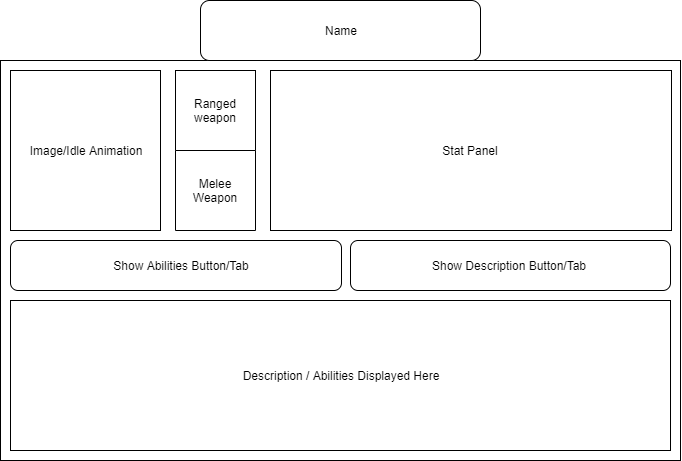 Name
Image/Idle Animation
Ranged
weapon
Melee
Weapon
Stat Panel
Show Abilities Button/Tab
Show Description Button/Tab
Description / Abilities Displayed Here